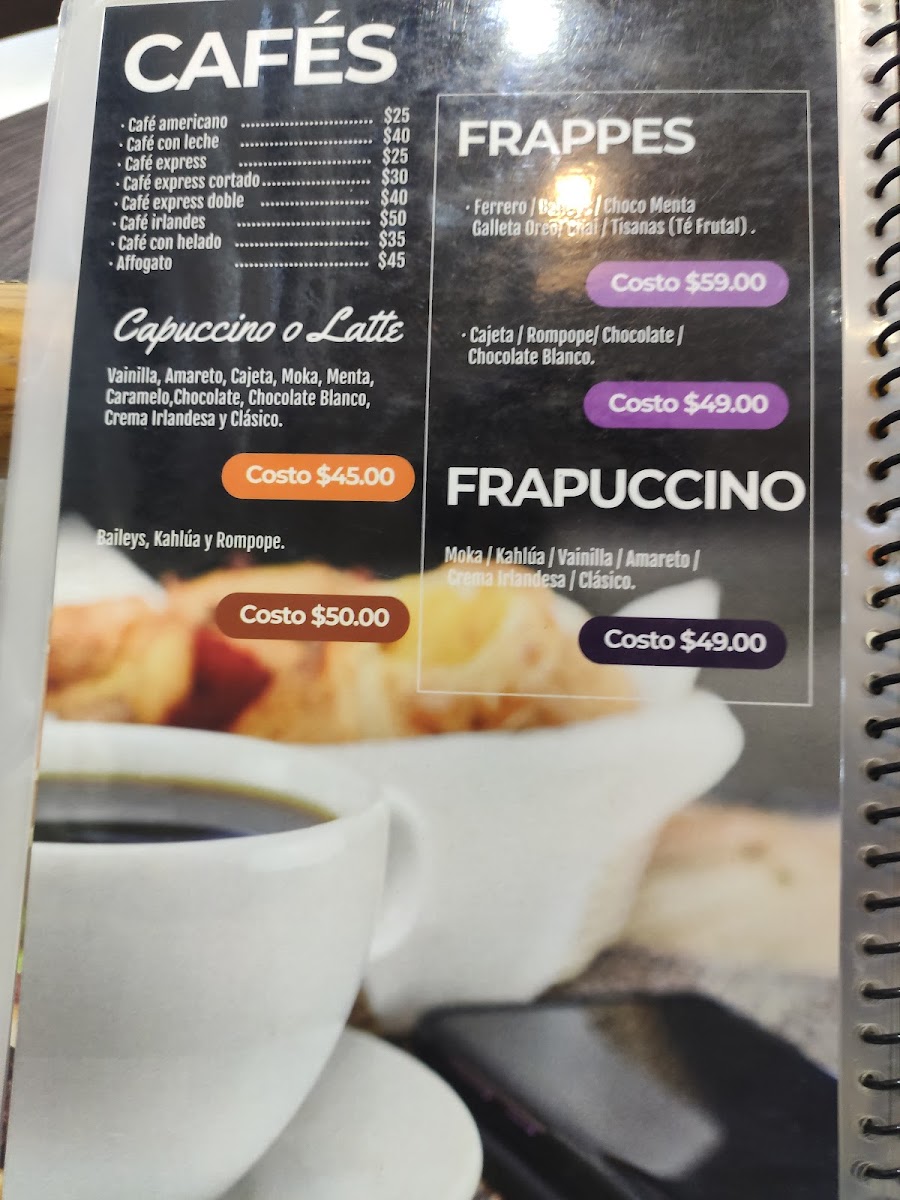 CAFÉS
· Café americano ........................... $25
· Café con leche ........................... $40
· Café express ........................... $25
· Café express cortado ........................... $30
· Café express doble ........................... $40
· Café irlandes ........................... $50
· Café con helado ........................... $35
· Affogato ........................... $45
Capuccino o Latte
Vainilla, Amareto, Cajeta, Moka, Menta,
Caramelo,Chocolate, Chocolate Blanco,
Crema Irlandesa y Clásico.
Costo $45.00
Baileys, Kahlúa y Rompope.
Costo $50.00
FRAPPES
· Ferrero / Baileys / Choco Menta
Galleta Oreo/ Chai / Tisanas (Té Frutal) .
Costo $59.00
· Cajeta / Rompope/ Chocolate /
Chocolate Blanco.
Costo $49.00
FRAPUCCINO
Moka / Kahlúa / Vainilla / Amareto /
Crema Irlandesa / Clásico.
Costo $49.00